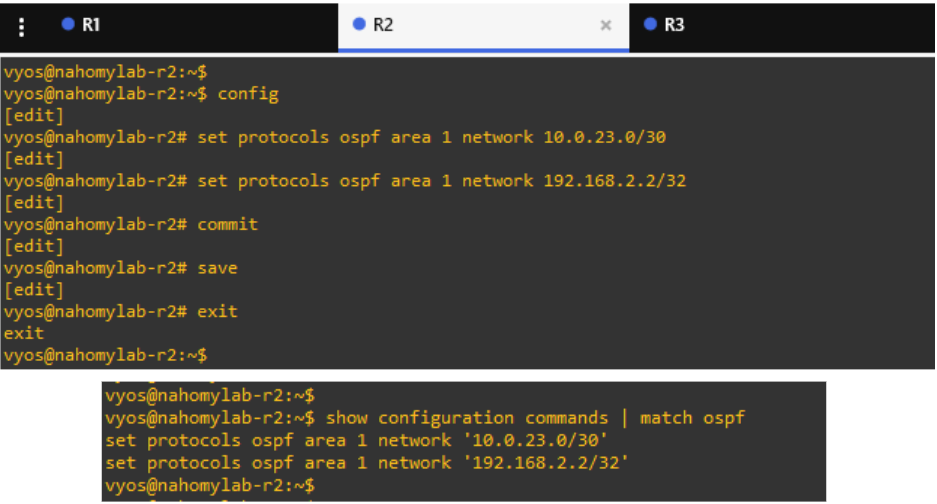 R1
R2
R3
vyos@nahomylab-r2:~$
vyos@nahomylab-r2:~$ config
[edit]
vyos@nahomylab-r2# set protocols ospf area 1 network 10.0.23.0/30
[edit]
vyos@nahomylab-r2# set protocols ospf area 1 network 192.168.2.2/32
[edit]
vyos@nahomylab-r2# commit
[edit]
vyos@nahomylab-r2# save
[edit]
vyos@nahomylab-r2# exit
exit
vyos@nahomylab-r2:~$
vyos@nahomylab-r2:~$
vyos@nahomylab-r2:~$ show configuration commands | match ospf
set protocols ospf area 1 network '10.0.23.0/30'
set protocols ospf area 1 network '192.168.2.2/32'
vyos@nahomylab-r2:~$